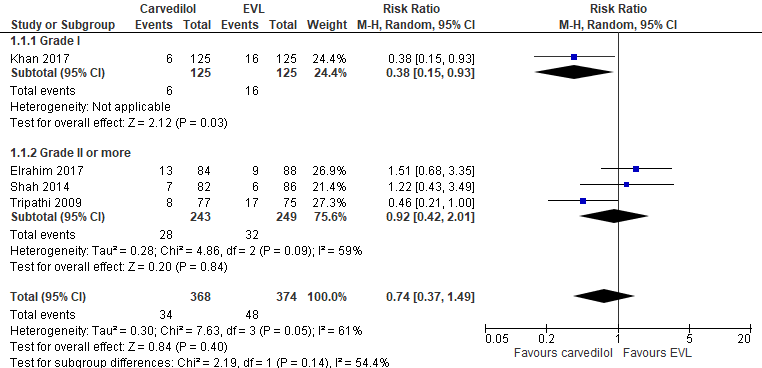 Carvedilol EVL Risk Ratio Risk Ratio
Study or Subgroup Events Total Events Total Weight M-H, Random, 95% CI M-H, Random, 95% CI
1.1.1 Grade I
Khan 2017 6 125 16 125 24.4% 0.38 [0.15, 0.93]
Subtotal (95% CI) 125 125 24.4% 0.38 [0.15, 0.93]
Total events 6 16
Heterogeneity: Not applicable
Test for overall effect: Z = 2.12 (P = 0.03)
1.1.2 Grade II or more
Elrahim 2017 13 84 9 88 26.9% 1.51 [0.68, 3.35]
Shah 2014 7 82 6 86 21.4% 1.22 [0.43, 3.49]
Tripathi 2009 8 77 17 75 27.3% 0.46 [0.21, 1.00]
Subtotal (95% CI) 243 249 75.6% 0.92 [0.42, 2.01]
Total events 28 32
Heterogeneity: Tau² = 0.28; Chi² = 4.86, df = 2 (P = 0.09); I² = 59%
Test for overall effect: Z = 0.20 (P = 0.84)
Total (95% CI) 368 374 100.0% 0.74 [0.37, 1.49]
Total events 34 48
Heterogeneity: Tau² = 0.30; Chi² = 7.63, df = 3 (P = 0.05); I² = 61%
Test for overall effect: Z = 0.84 (P = 0.40)
Test for subgroup differences: Chi² = 2.19, df = 1 (P = 0.14), I² = 54.4%
0.05 0.2 1 5 20
Favours carvedilol Favours EVL